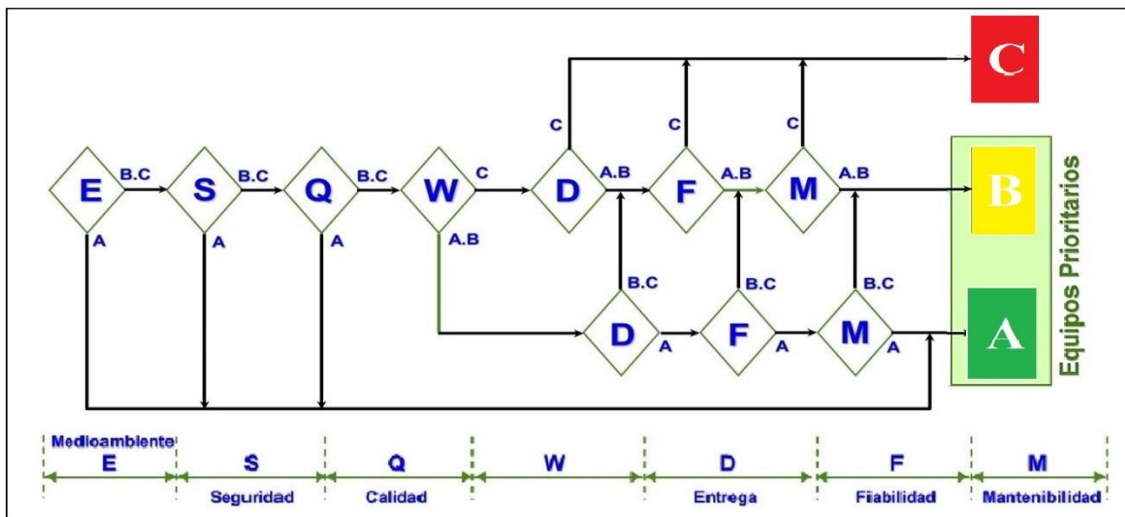 C
C
C
C
E
B.C
S
B.C
Q
B.C
W
C
D
A.B
F
A.B
M
A.B
B
A
A
A
A.B
B.C
B.C
B.C
D
A
F
A
M
A
A
Equipos Prioritarios
Medioambiente
E
S
Q
W
D
F
M
Seguridad
Calidad
Entrega
Fiabilidad
Mantenibilidad